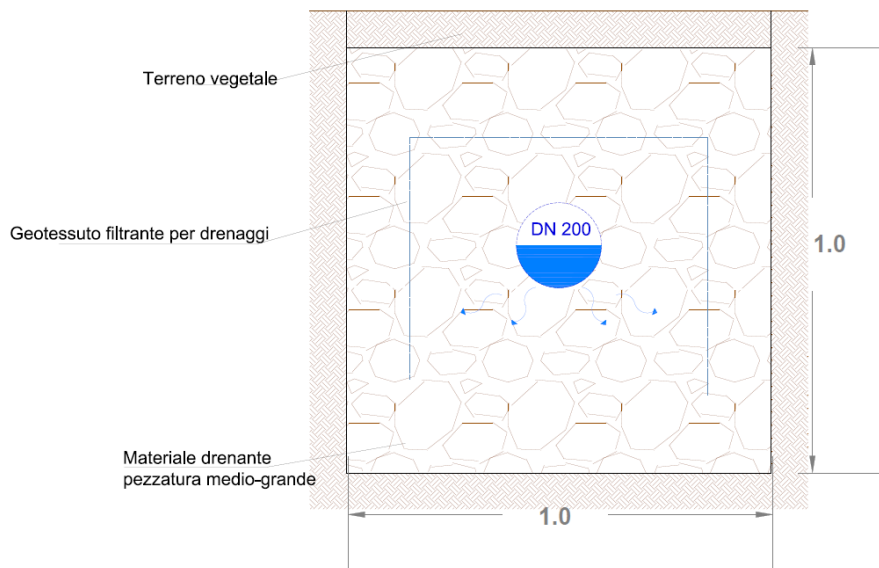 Terreno vegetale
1.0
Geotessuto filtrante per drenaggi
DN 200
Materiale drenante
pezzatura medio-grande
1.0